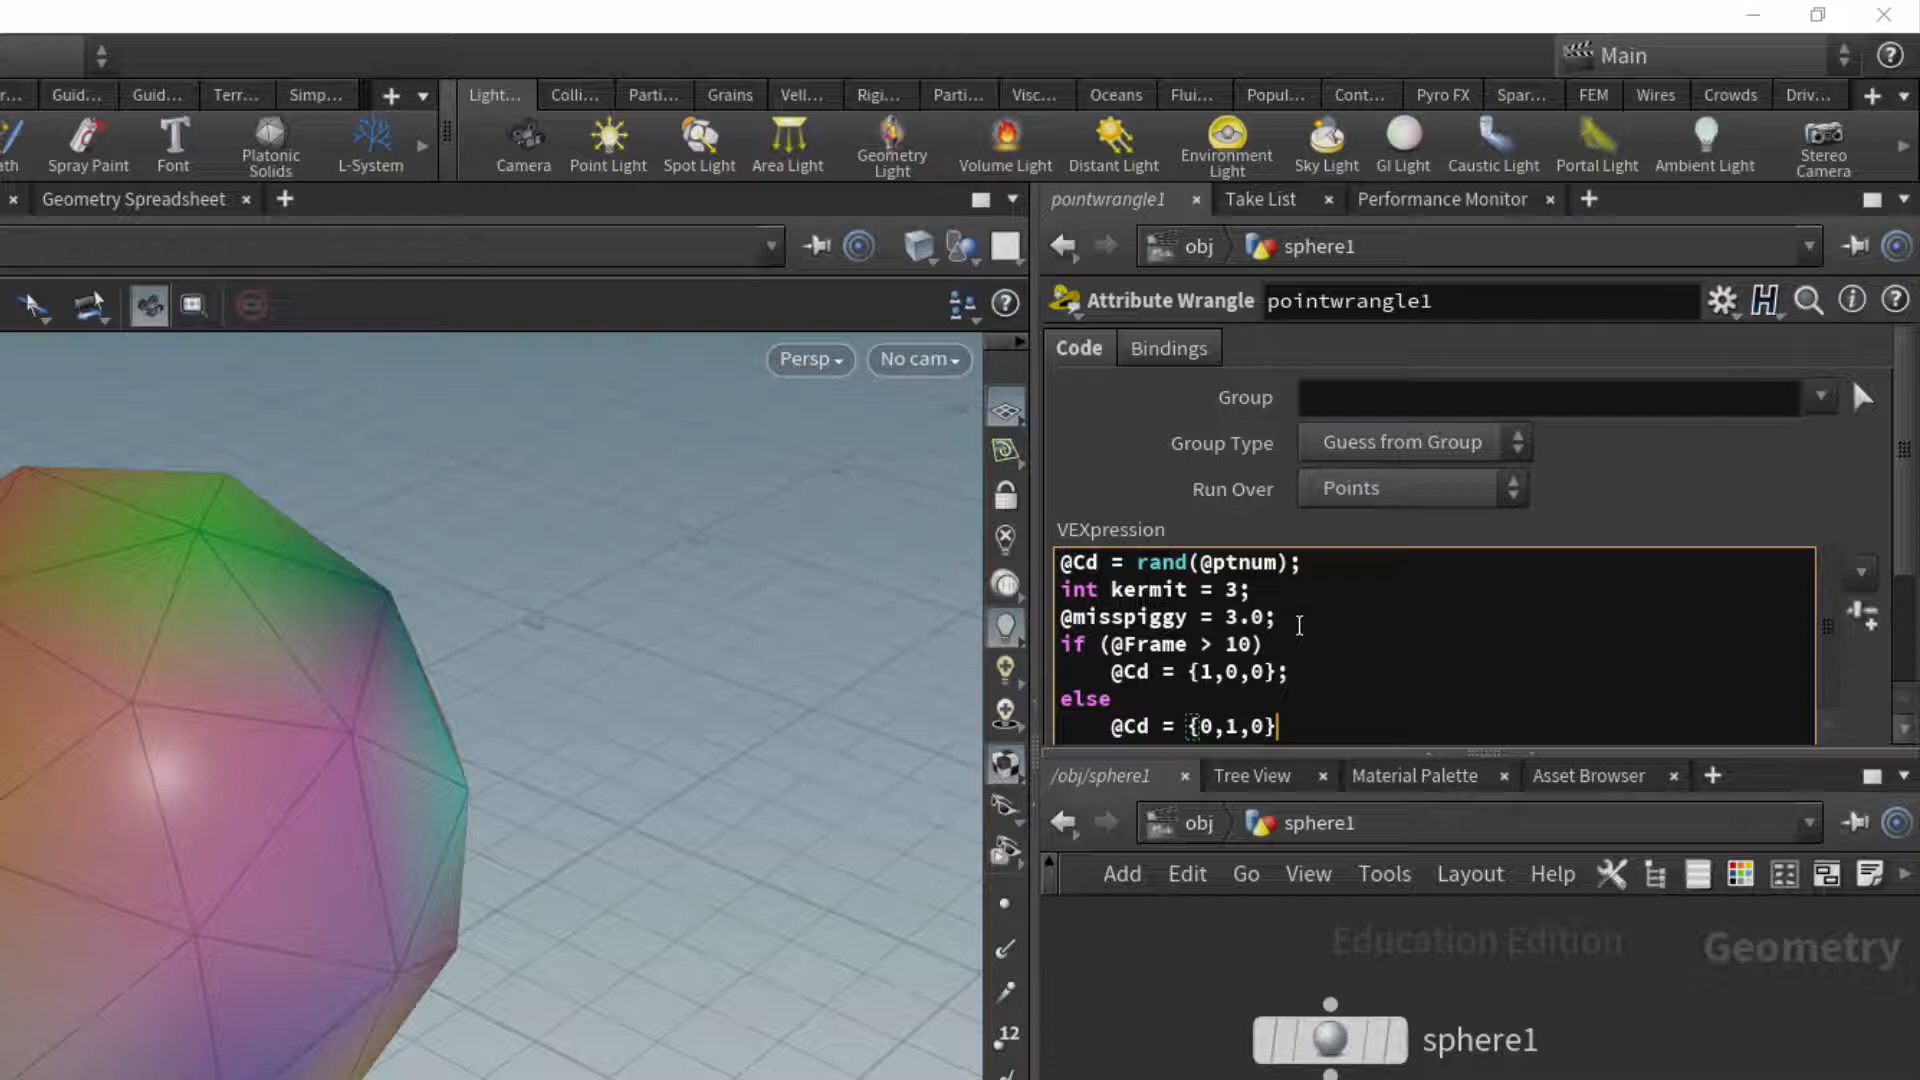 Main
r...
Guid...
Guid...
Terr...
Simp...
Light...
Colli...
Parti...
Grains
Vell...
Rigi...
Parti...
Visc...
Oceans
Flui...
Popul...
Cont...
Pyro FX
Spar...
FEM
Wires
Crowds
Driv...
ath
Spray Paint
Font
Platonic
Solids
L-System
Camera
Point Light
Spot Light
Area Light
Geometry
Light
Volume Light
Distant Light
Environment
Light
Sky Light
GI Light
Caustic Light
Portal Light
Ambient Light
Stereo
Camera
Geometry Spreadsheet
pointwrangle1
Take List
Performance Monitor
obj
sphere1
Attribute Wrangle
pointwrangle1
Persp
No cam
Code
Bindings
Group
Group Type
Guess from Group
Run Over
Points
VEXpression
@Cd = rand(@ptnum);
int kermit = 3;
@misspiggy = 3.0;
if (@Frame > 10)
    @Cd = {1,0,0};
else
    @Cd = {0,1,0}
/obj/sphere1
Tree View
Material Palette
Asset Browser
obj
sphere1
Add
Edit
Go
View
Tools
Layout
Help
Education Edition
Geometry
12
sphere1